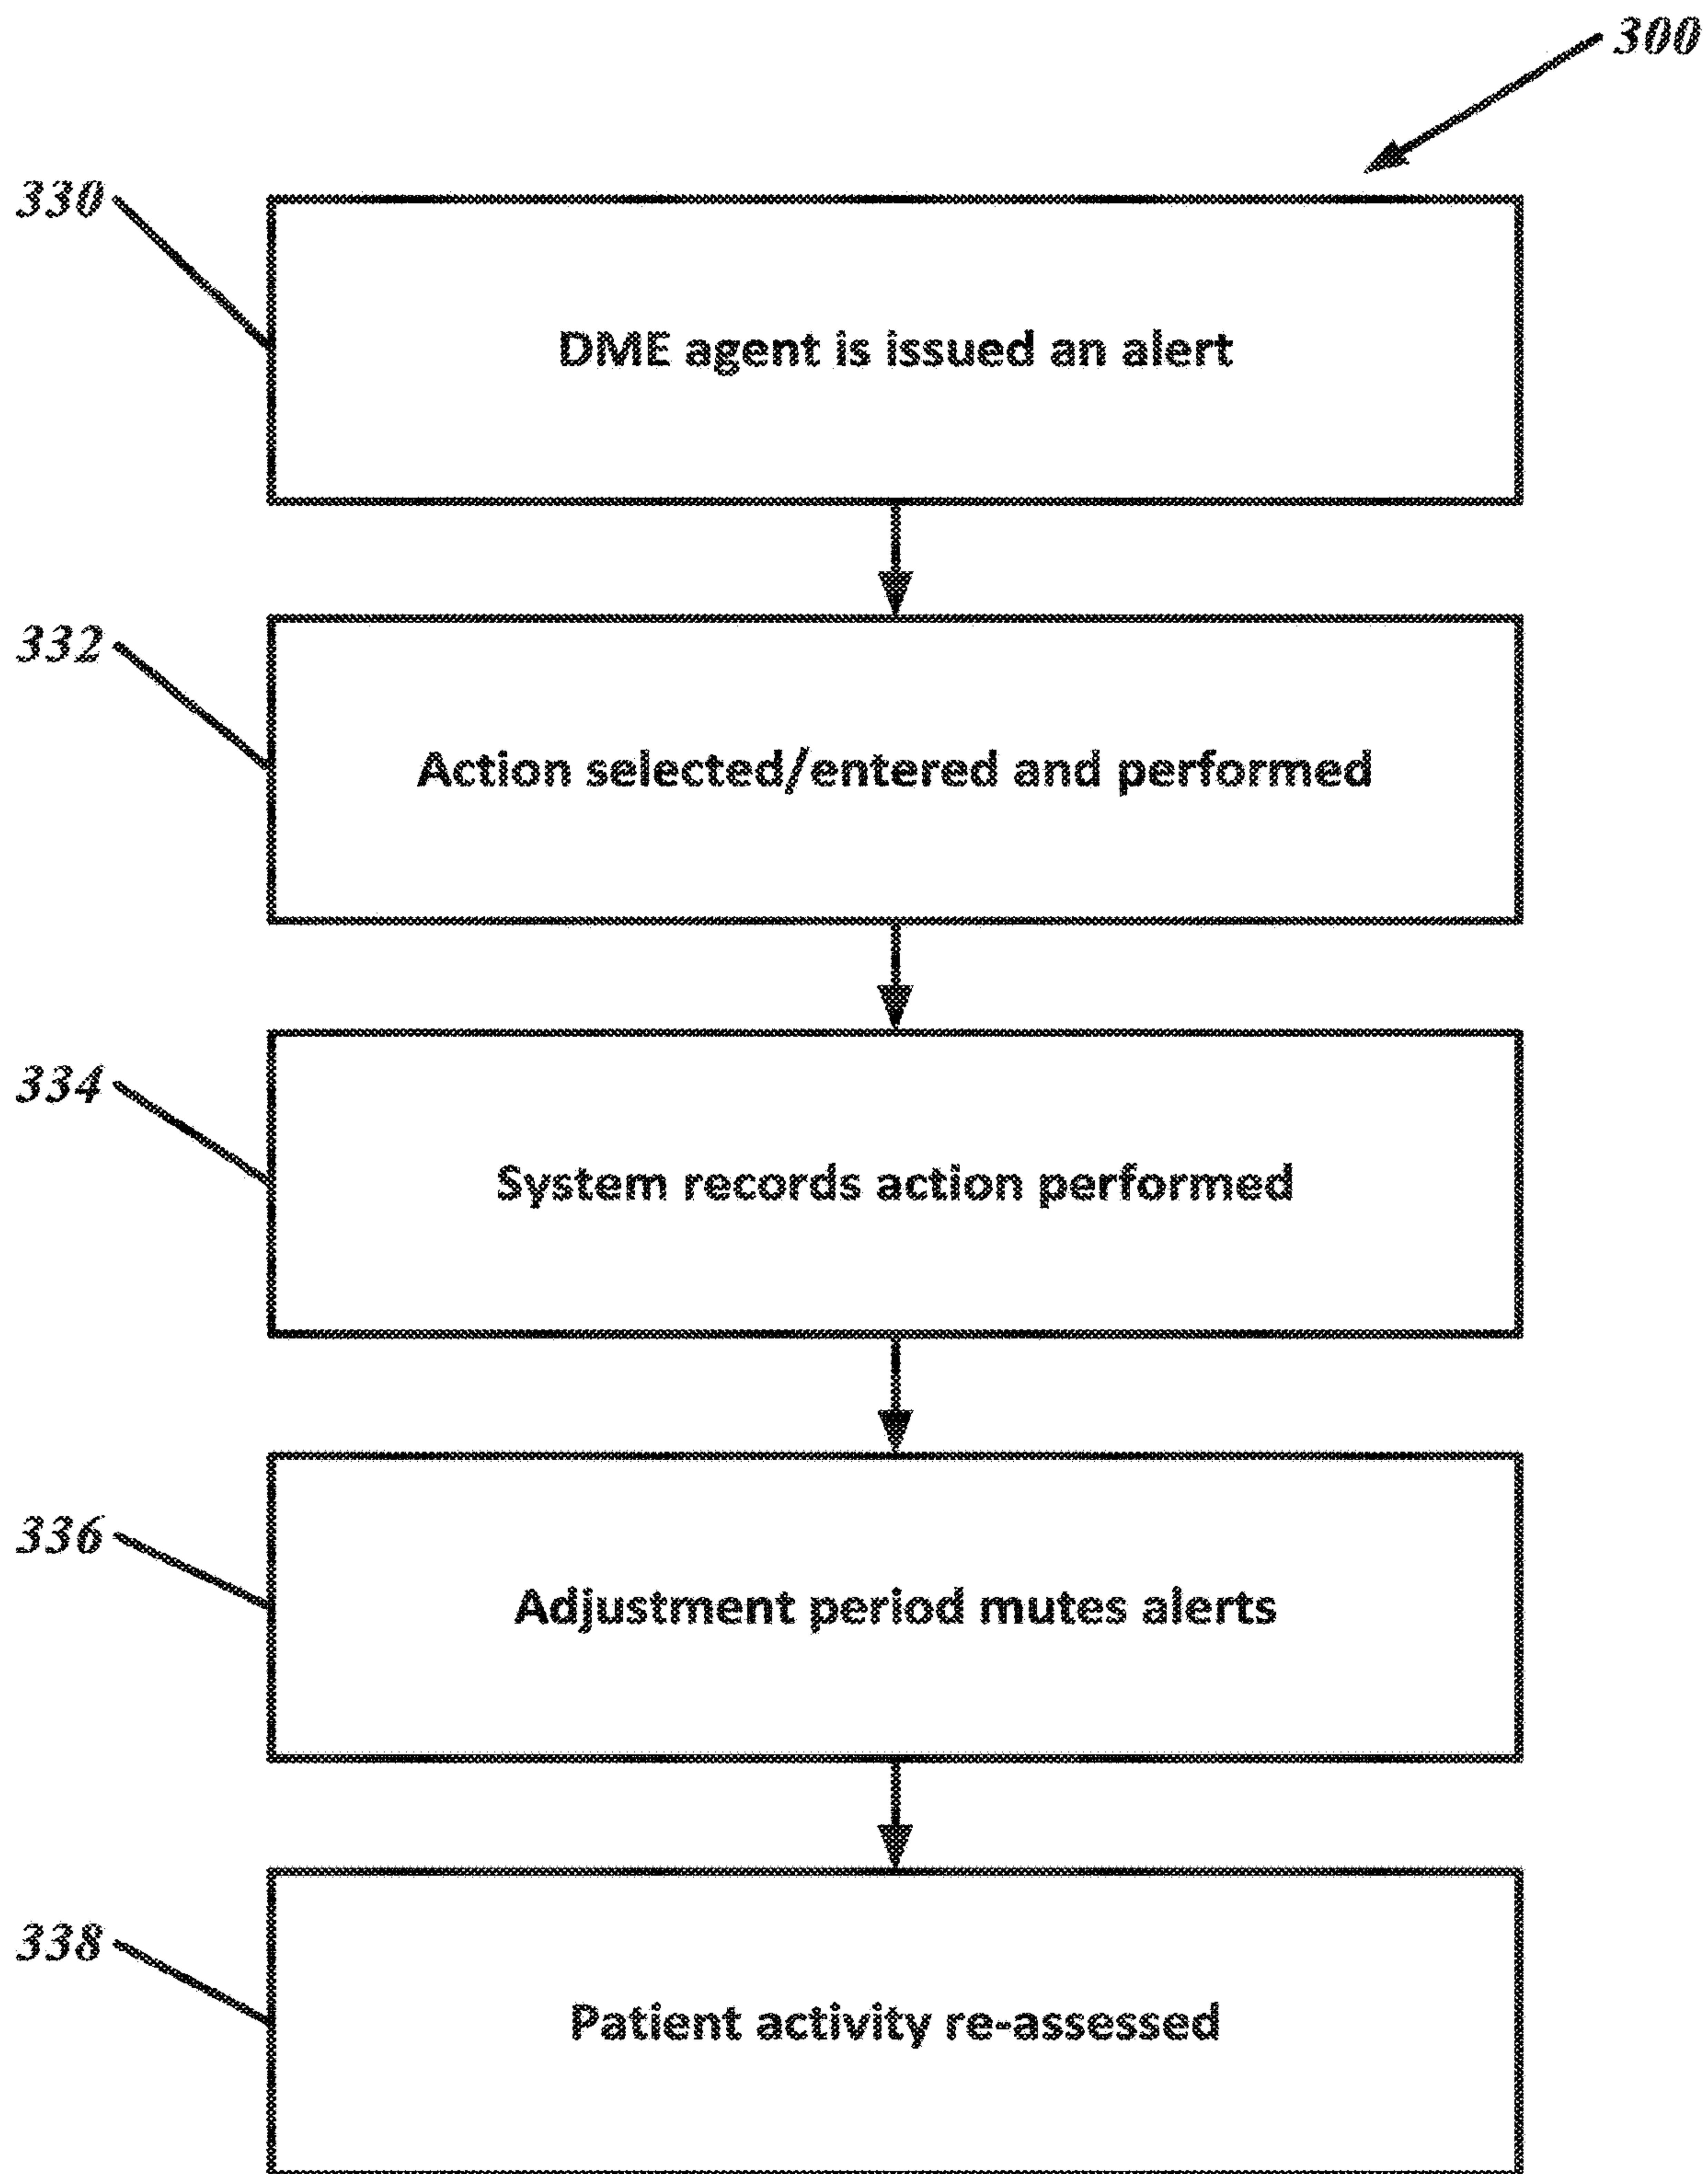 300
330
DME agent is issued an alert
332
Action selected/entered and performed
334
System records action performed
336
Adjustment period mutes alerts
338
Patient activity re-assessed